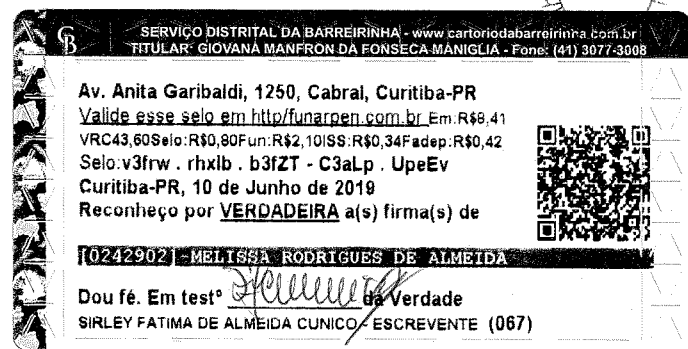 SERVIÇO DISTRITAL DA BARREIRINHA - www.cartoriodabarreirinha.com.br
TITULAR: GIOVANA MANFRON DA FONSECA MANIGLIA - Fone: (41) 3077-3008
Av. Anita Garibaldi, 1250, Cabral, Curitiba-PR
Valide esse selo em http/funarpen.com.br Em:R$8,41
VRC43,60Selo:R$0,80Fun:R$2,10ISS:R$0,34Fadep:R$0,42
Selo:v3frw . rhxlb . b3fZT - C3aLp . UpeEv
Curitiba-PR, 10 de Junho de 2019
Reconheço por VERDADEIRA a(s) firma(s) de
[0242902]-MELISSA RODRIGUES DE ALMEIDA
Dou fé. Em testº da Verdade
SIRLEY FATIMA DE ALMEIDA CUNICO - ESCREVENTE (067)